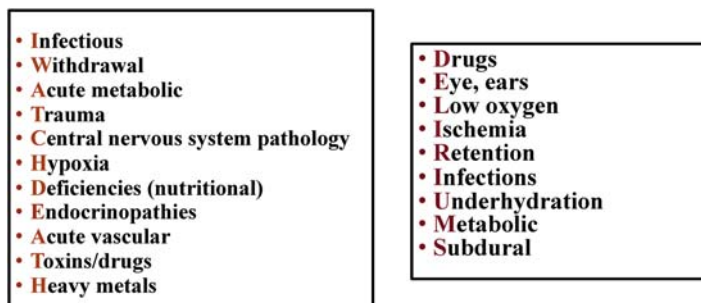 • Infectious
• Withdrawal
• Acute metabolic
• Trauma
• Central nervous system pathology
• Hypoxia
• Deficiencies (nutritional)
• Endocrinopathies
• Acute vascular
• Toxins/drugs
• Heavy metals
• Drugs
• Eye, ears
• Low oxygen
• Ischemia
• Retention
• Infections
• Underhydration
• Metabolic
• Subdural